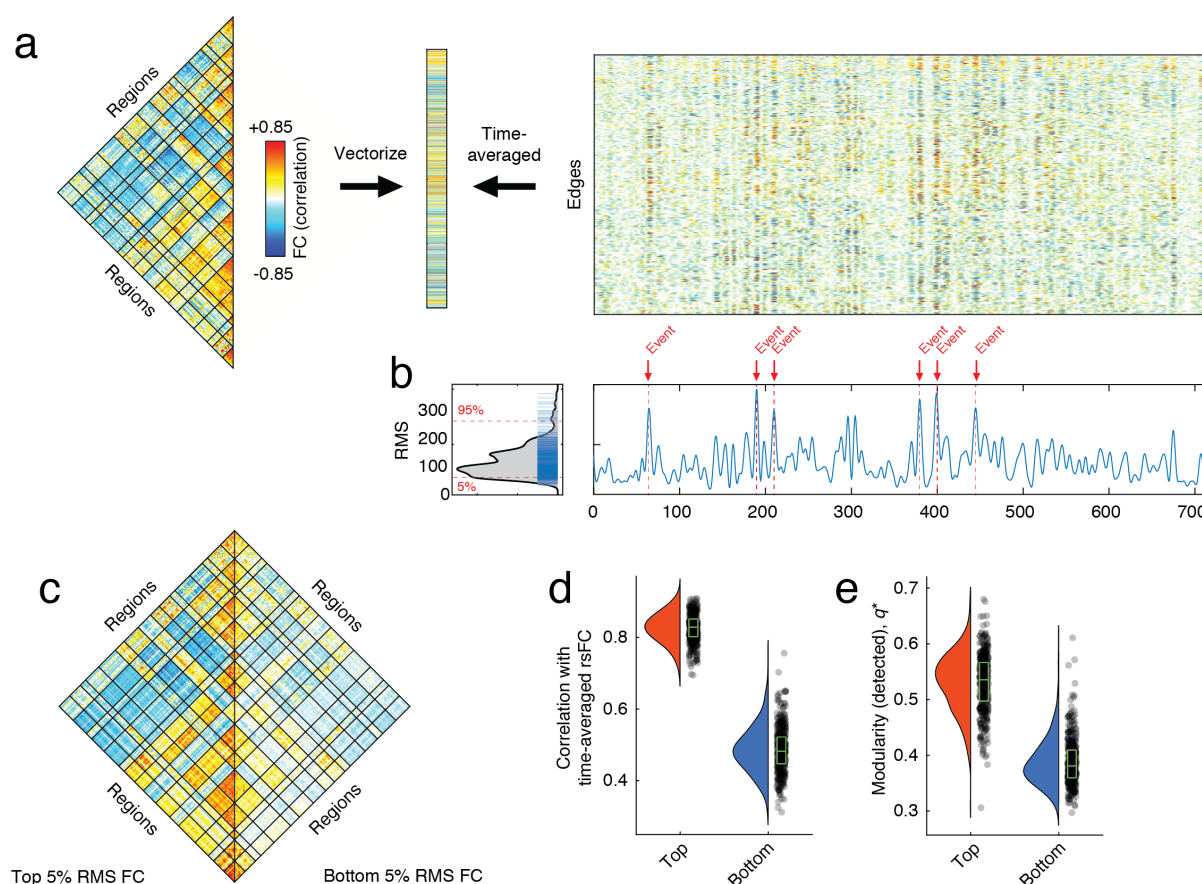 a
Regions
Regions
+0.85
FC (correlation)
-0.85
Vectorize
Time-
averaged
Edges
Event
Event
Event
Event
Event
Event
b
RMS
300
200
100
0
95%
5%
0
100
200
300
400
500
600
700
c
Regions
Regions
Regions
Regions
Top 5% RMS FC
Bottom 5% RMS FC
d
Correlation with
time-averaged rsFC
0.8
0.6
0.4
Top
Bottom
e
Modularity (detected), q*
0.7
0.6
0.5
0.4
0.3
Top
Bottom